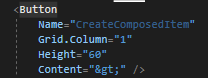 <Button
Name="CreateComposedItem"
Grid.Column="1"
Height="60"
Content="&gt;" />